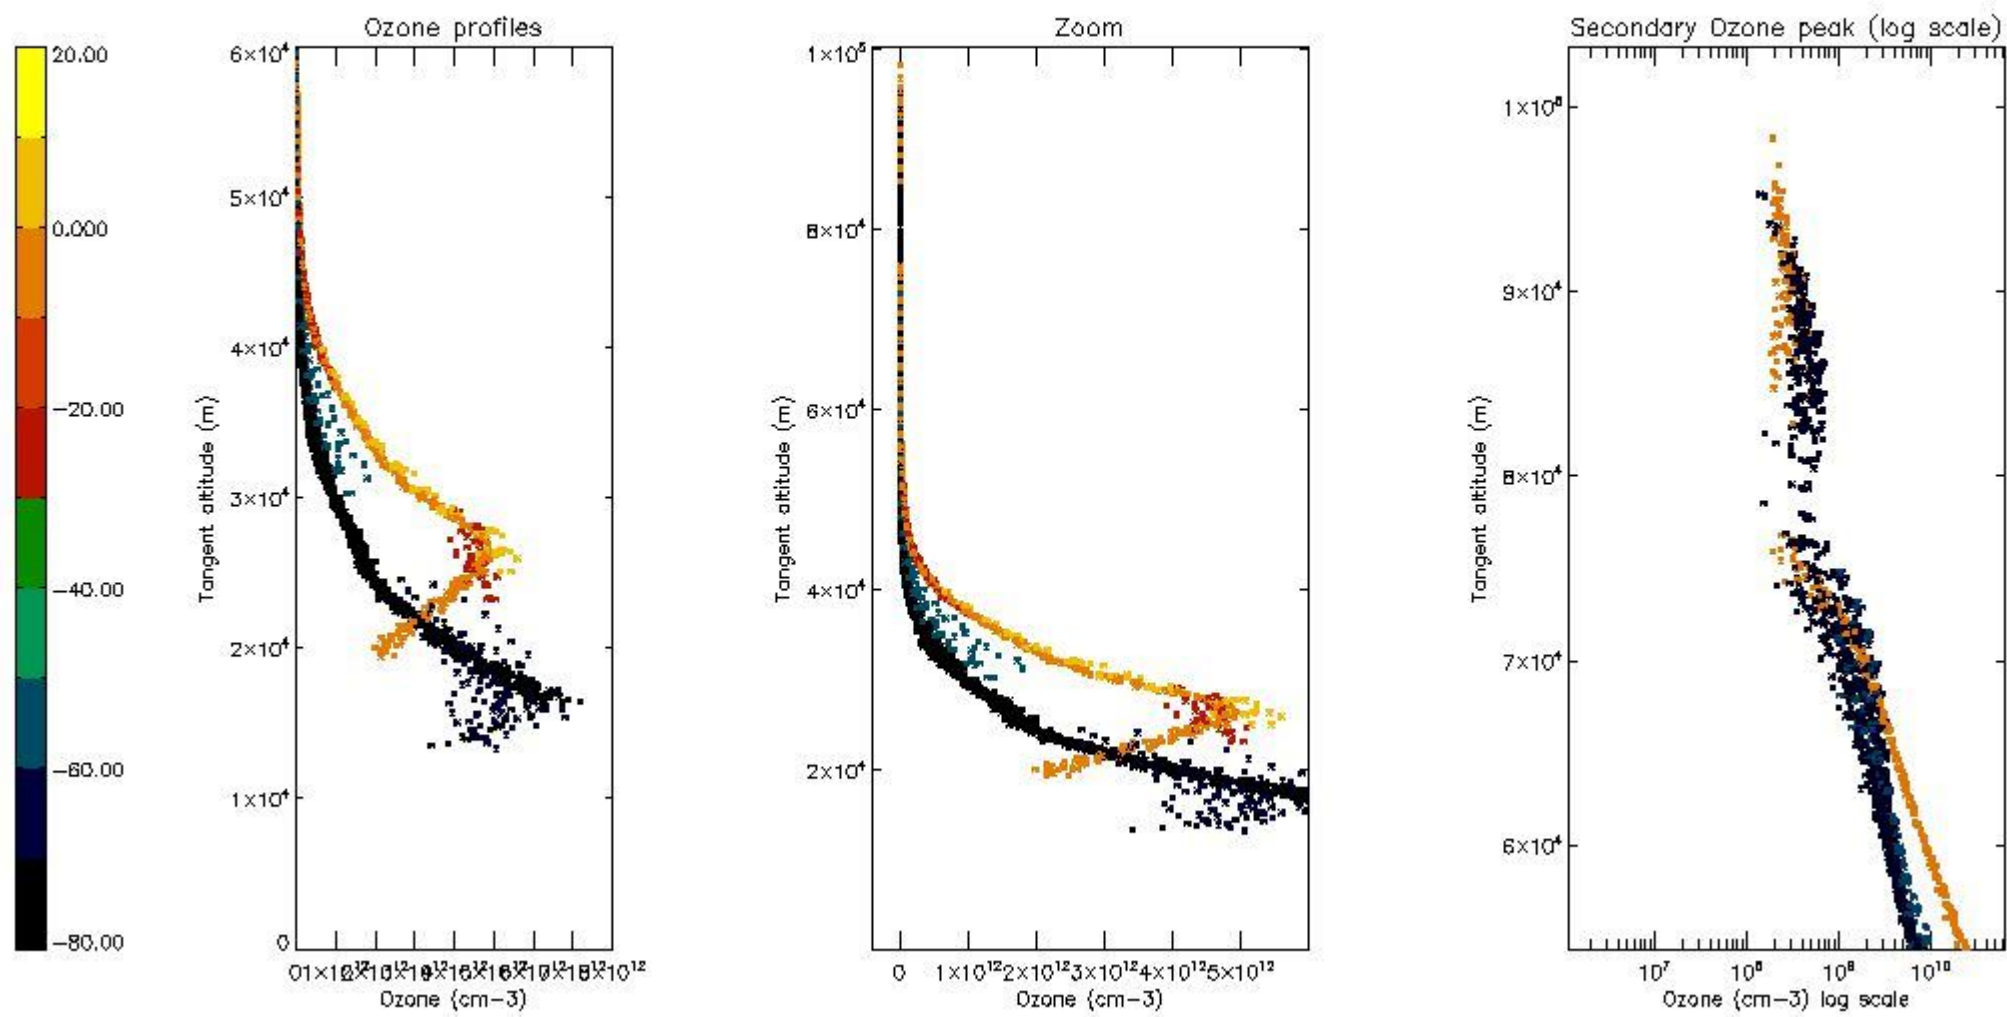 Ozone profiles
Zoom
Secondary Ozone peak (log scale)
20.00
0.000
-20.00
-40.00
-60.00
-80.00
6×10⁴
5×10⁴
4×10⁴
3×10⁴
2×10⁴
1×10⁴
0
Tangent altitude (m)
Ozone (cm-3)
1×10⁵
8×10⁴
6×10⁴
4×10⁴
2×10⁴
Tangent altitude (m)
0 1×10¹² 2×10¹² 3×10¹² 4×10¹² 5×10¹²
Ozone (cm-3)
9×10⁴
8×10⁴
7×10⁴
6×10⁴
Tangent altitude (m)
10⁷ 10⁸ 10⁹ 10¹⁰
Ozone (cm-3) log scale